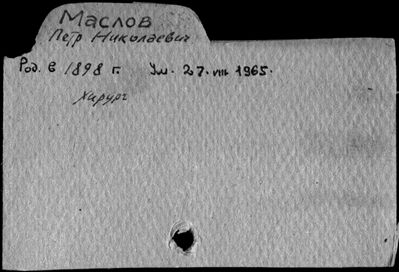 Маслов
Петр Николаевич
Род. в 1898 г. Ум. 27.VIII 1965.
хирург